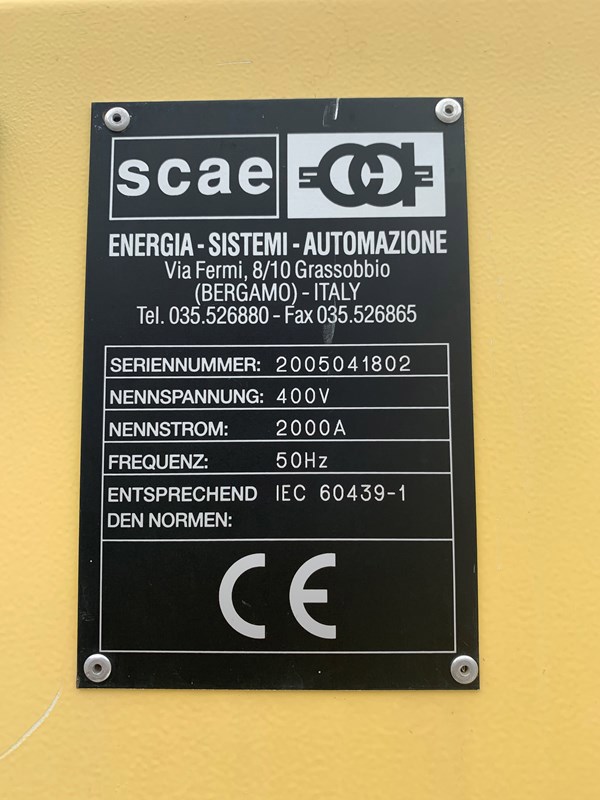 scae
ENERGIA - SISTEMI - AUTOMAZIONE
Via Fermi, 8/10 Grassobbio
(BERGAMO) - ITALY
Tel. 035.526880 - Fax 035.526865
SERIENNUMMER: 2005041802
NENNSPANNUNG: 400V
NENNSTROM: 2000A
FREQUENZ: 50Hz
ENTSPRECHEND IEC 60439-1
DEN NORMEN:
CE